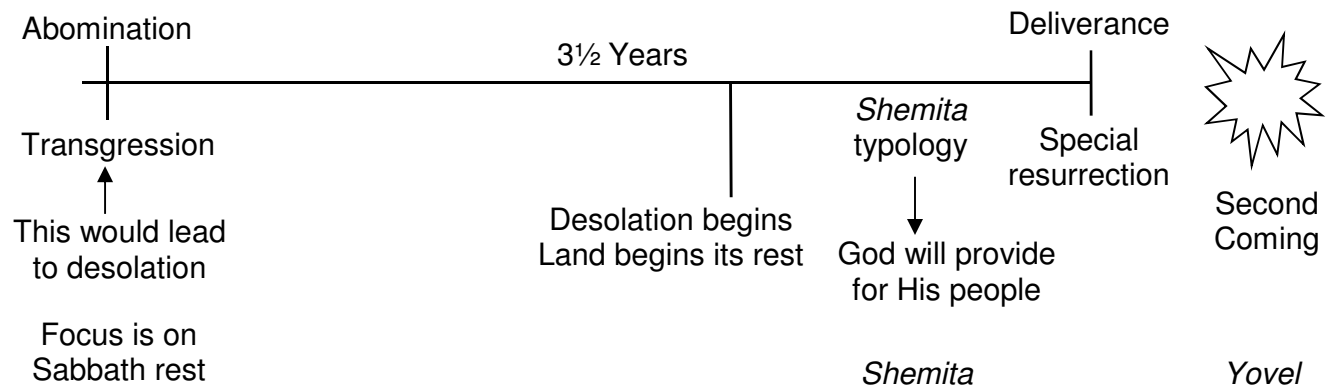 Abomination
3½ Years
Deliverance
Transgression
This would lead
to desolation
Focus is on
Sabbath rest
Desolation begins
Land begins its rest
Shemita
typology
God will provide
for His people
Shemita
Special
resurrection
Second
Coming
Yovel